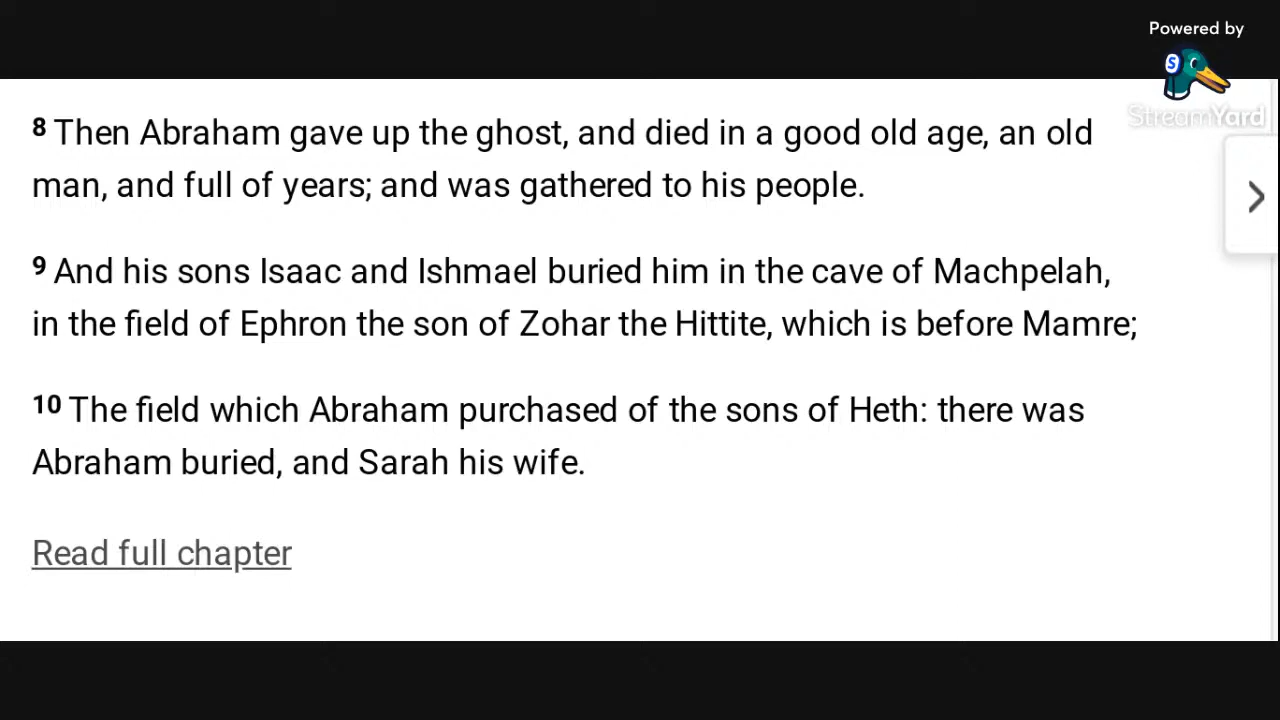 Powered by
S
StreamYard
8 Then Abraham gave up the ghost, and died in a good old age, an old
man, and full of years; and was gathered to his people.
9 And his sons Isaac and Ishmael buried him in the cave of Machpelah,
in the field of Ephron the son of Zohar the Hittite, which is before Mamre;
10 The field which Abraham purchased of the sons of Heth: there was
Abraham buried, and Sarah his wife.
Read full chapter